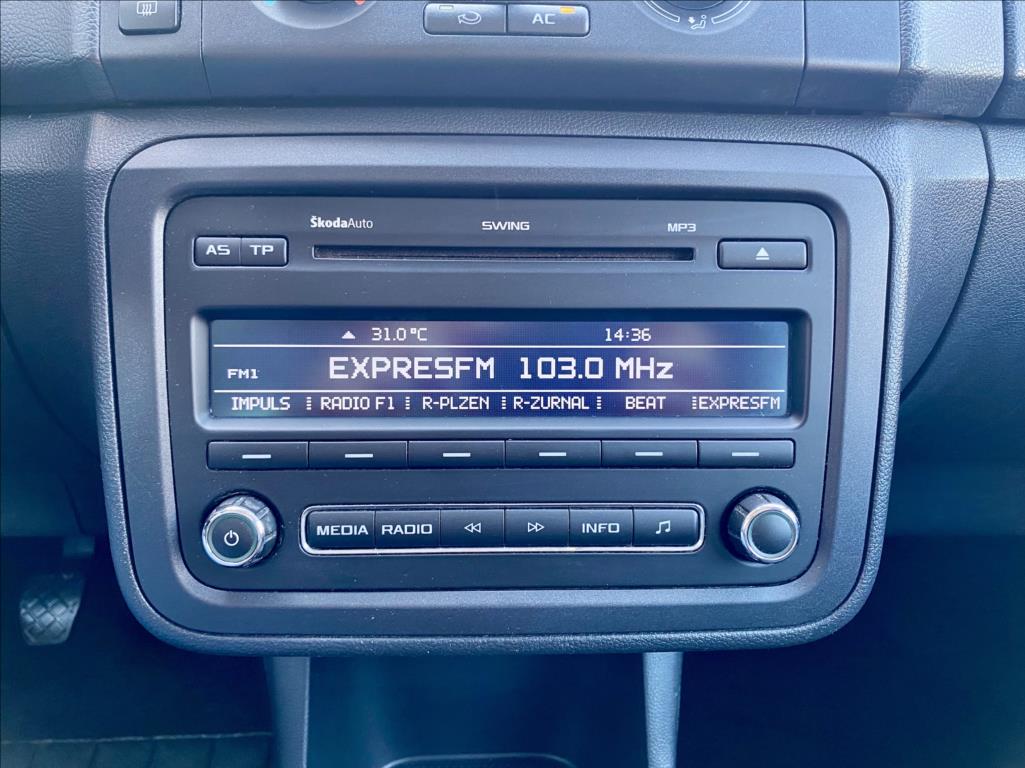 AC
ŠkodaAuto SWING MP3
AS TP
31.0°C 14:36
FM1 EXPRESFM 103.0 MHz
IMPULS RADIO F1 R-PLZEN R-ZURNAL BEAT EXPRESFM
MEDIA RADIO INFO